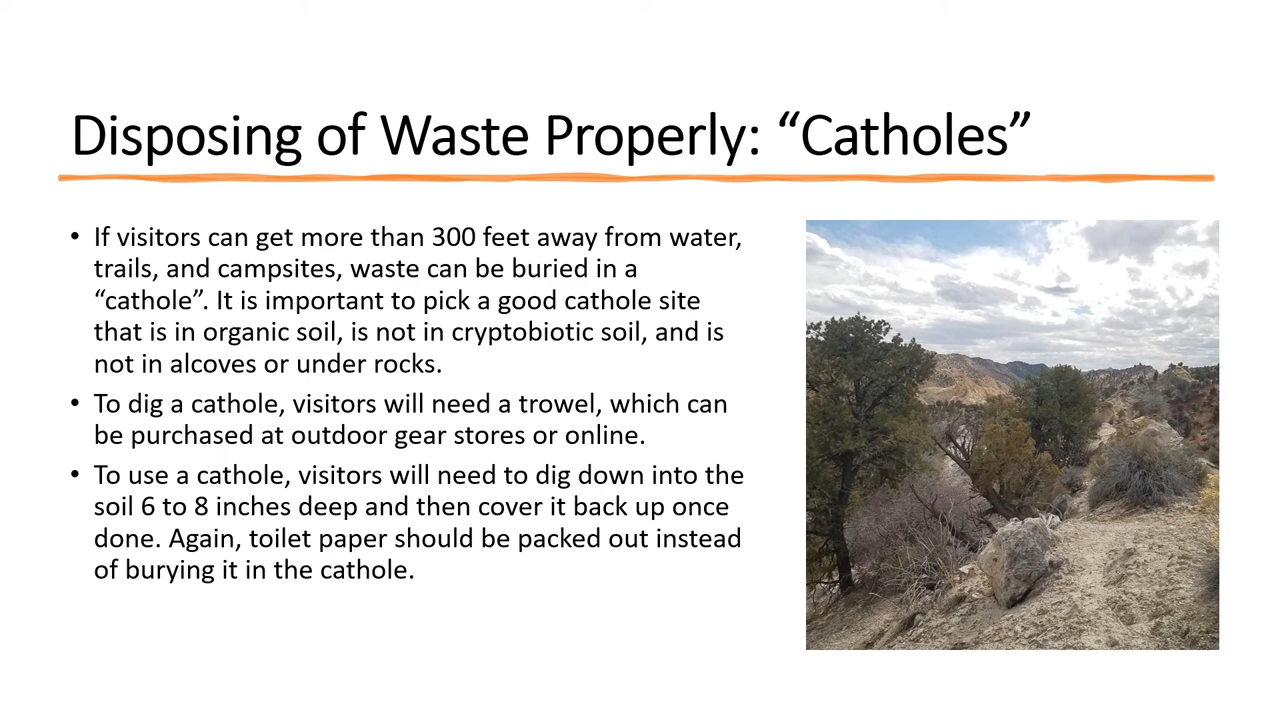 Disposing of Waste Properly: “Catholes”
• If visitors can get more than 300 feet away from water,
trails, and campsites, waste can be buried in a
“cathole”. It is important to pick a good cathole site
that is in organic soil, is not in cryptobiotic soil, and is
not in alcoves or under rocks.
• To dig a cathole, visitors will need a trowel, which can
be purchased at outdoor gear stores or online.
• To use a cathole, visitors will need to dig down into the
soil 6 to 8 inches deep and then cover it back up once
done. Again, toilet paper should be packed out instead
of burying it in the cathole.